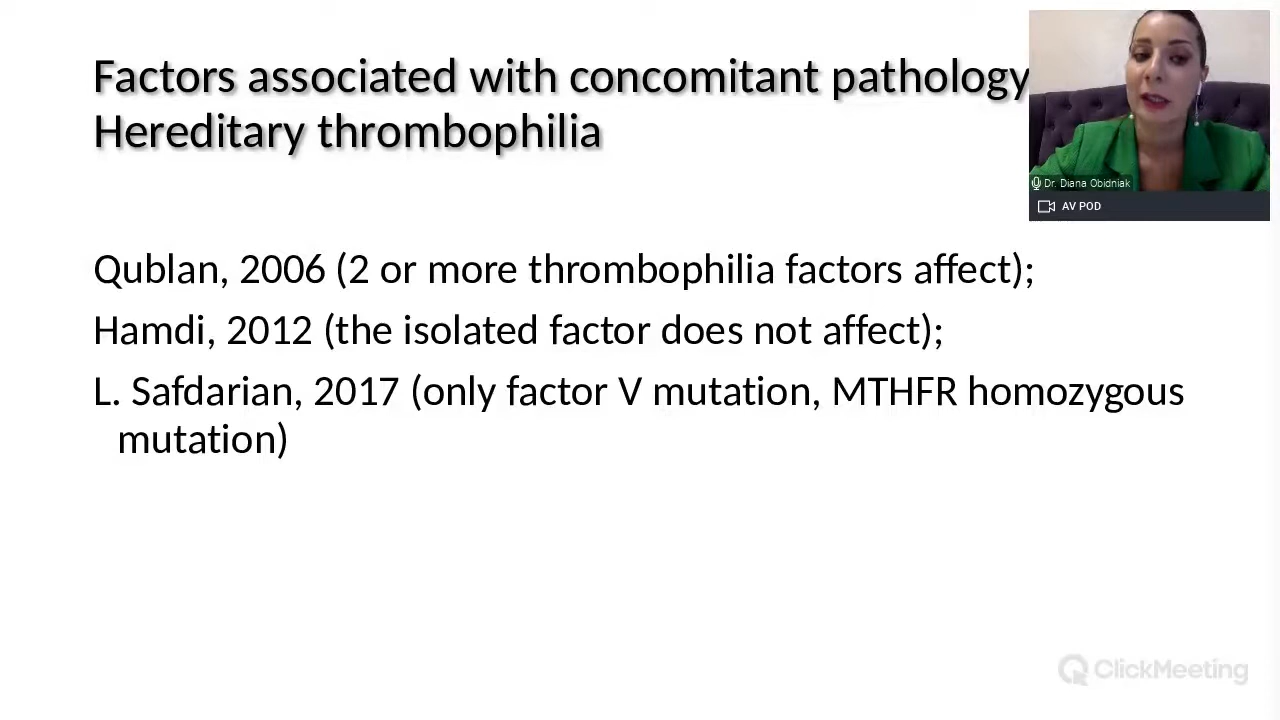 Factors associated with concomitant pathology
Hereditary thrombophilia
Dr. Diana Obidniak
AV POD
Qublan, 2006 (2 or more thrombophilia factors affect);
Hamdi, 2012 (the isolated factor does not affect);
L. Safdarian, 2017 (only factor V mutation, MTHFR homozygous
mutation)
ClickMeeting